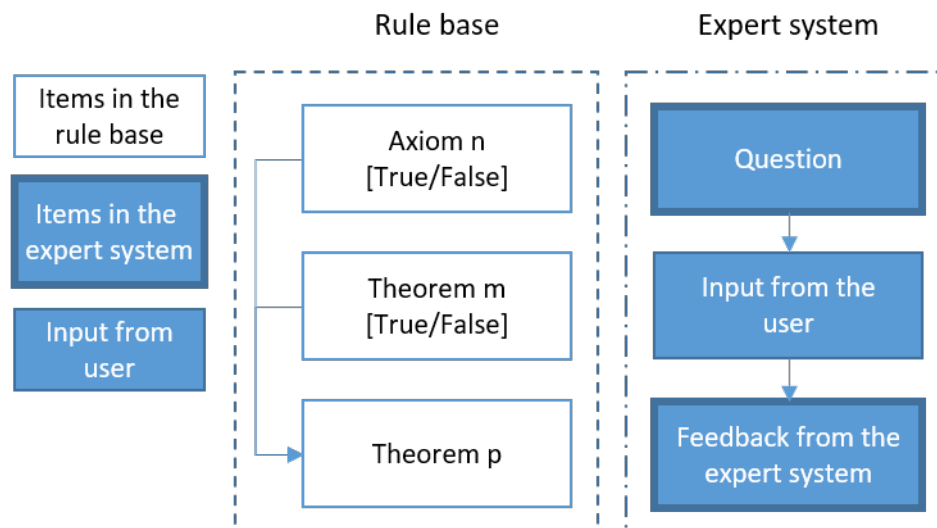 Rule base
Expert system
Items in the
rule base
Items in the
expert system
Input from
user
Axiom n
[True/False]
Theorem m
[True/False]
Theorem p
Question
Input from the
user
Feedback from the
expert system